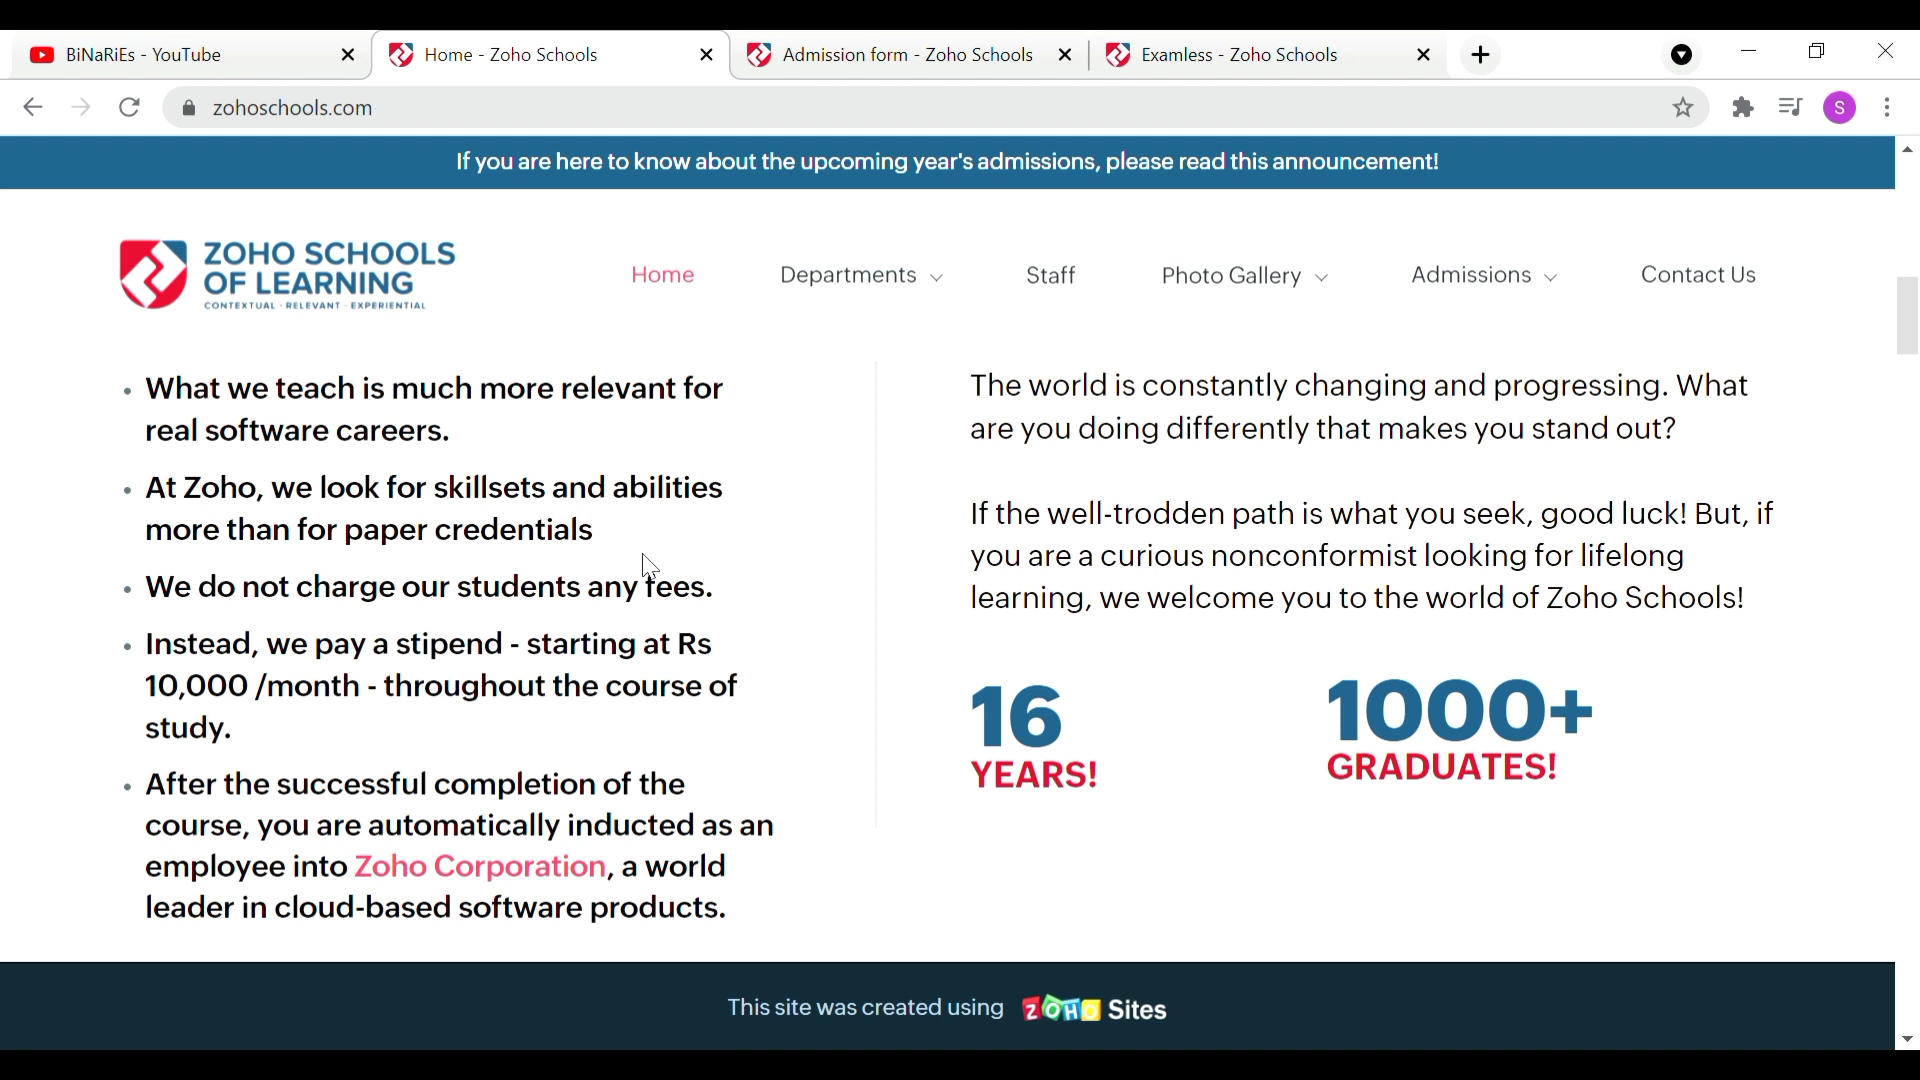 BiNaRiEs - YouTube
Home - Zoho Schools
Admission form - Zoho Schools
Examless - Zoho Schools
zohoschools.com
S
If you are here to know about the upcoming year's admissions, please read this announcement!
ZOHO SCHOOLS
OF LEARNING
CONTEXTUAL · RELEVANT · EXPERIENTIAL
Home
Departments
Staff
Photo Gallery
Admissions
Contact Us
• What we teach is much more relevant for
real software careers.
• At Zoho, we look for skillsets and abilities
more than for paper credentials
• We do not charge our students any fees.
• Instead, we pay a stipend - starting at Rs
10,000 /month - throughout the course of
study.
• After the successful completion of the
course, you are automatically inducted as an
employee into Zoho Corporation, a world
leader in cloud-based software products.
The world is constantly changing and progressing. What
are you doing differently that makes you stand out?
If the well-trodden path is what you seek, good luck! But, if
you are a curious nonconformist looking for lifelong
learning, we welcome you to the world of Zoho Schools!
16
YEARS!
1000+
GRADUATES!
This site was created using ZOHO Sites